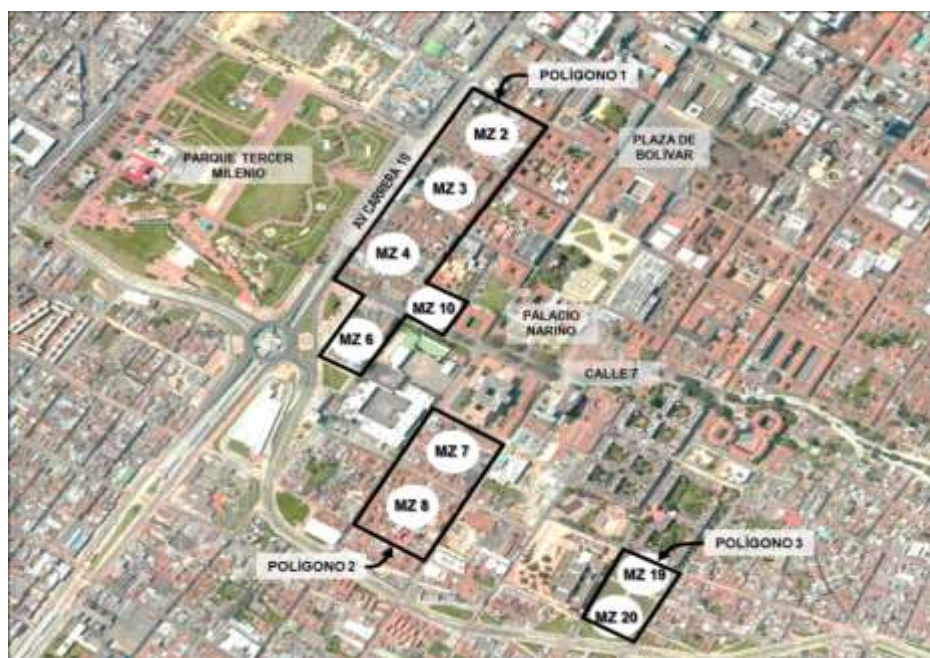 POLÍGONO 1
MZ 2
PLAZA DE
BOLÍVAR
PARQUE TERCER
MILENIO
MZ 3
AV CARRERA 10
MZ 4
MZ 10
PALACIO
NARIÑO
MZ 6
CALLE 7
MZ 7
MZ 8
POLÍGONO 3
POLÍGONO 2
MZ 19
MZ 20